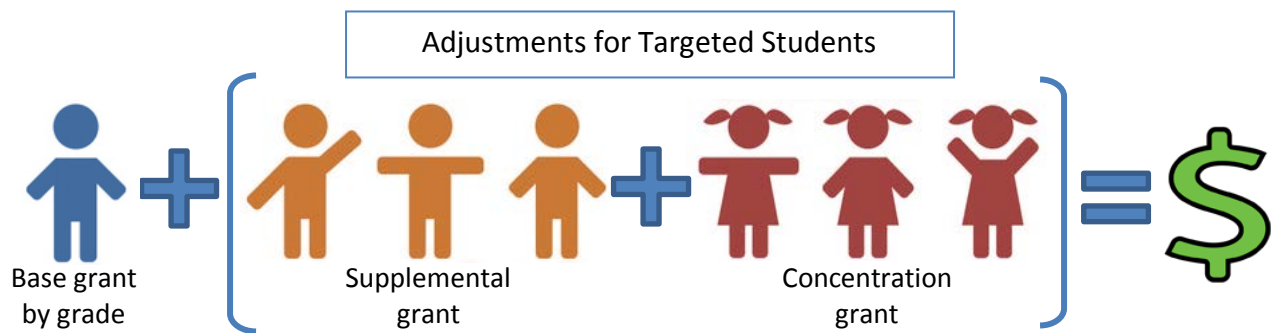 Adjustments for Targeted Students
Base grant
by grade
Supplemental
grant
Concentration
grant